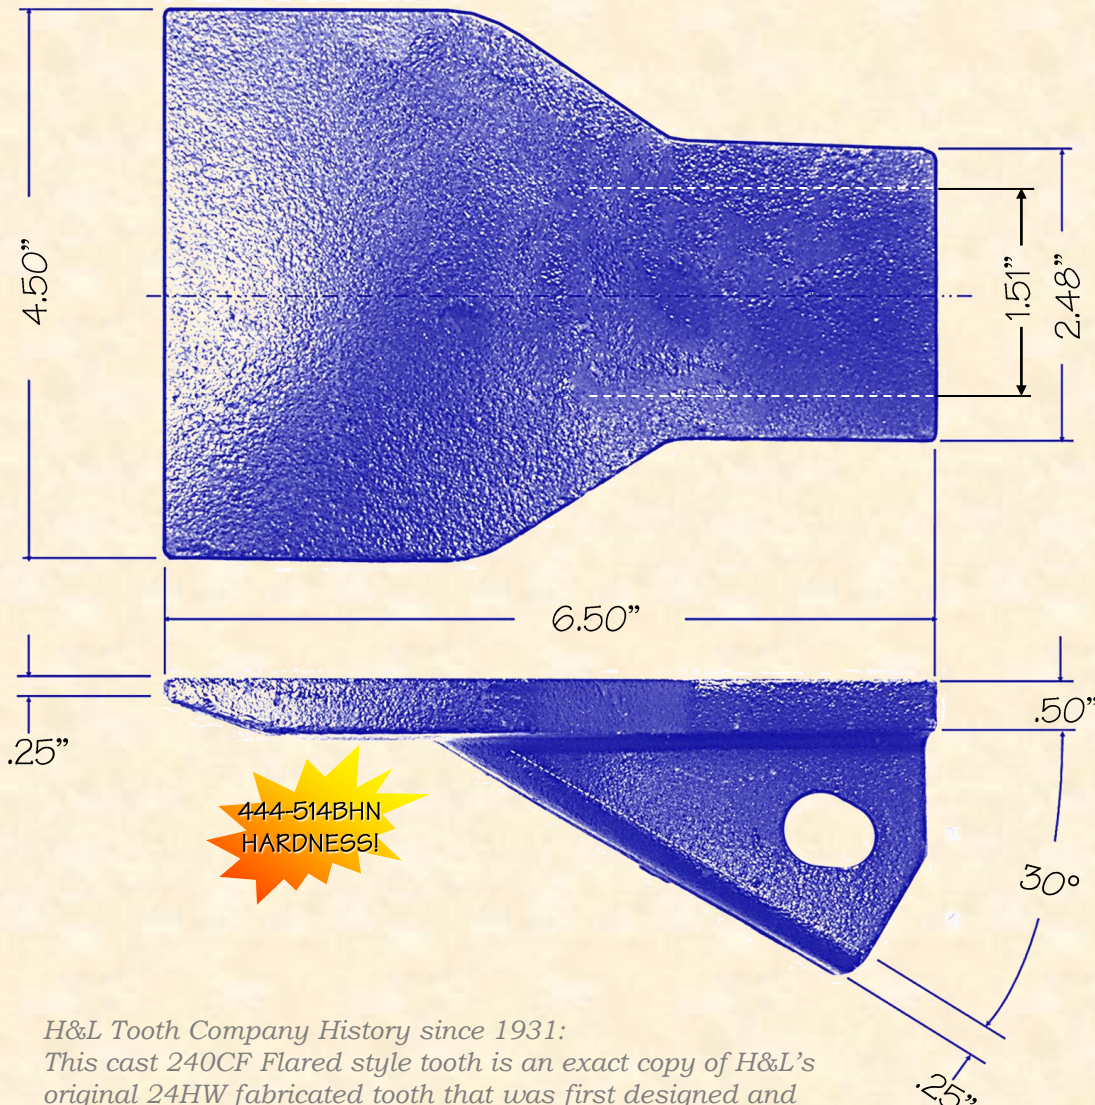 4.50”
1.51”
2.48”
6.50”
.50”
.25”
444-514BHN
HARDNESS!
30°
.25”
H&L Tooth Company History since 1931:
This cast 240CF Flared style tooth is an exact copy of H&L’s
original 24HW fabricated tooth that was first designed and